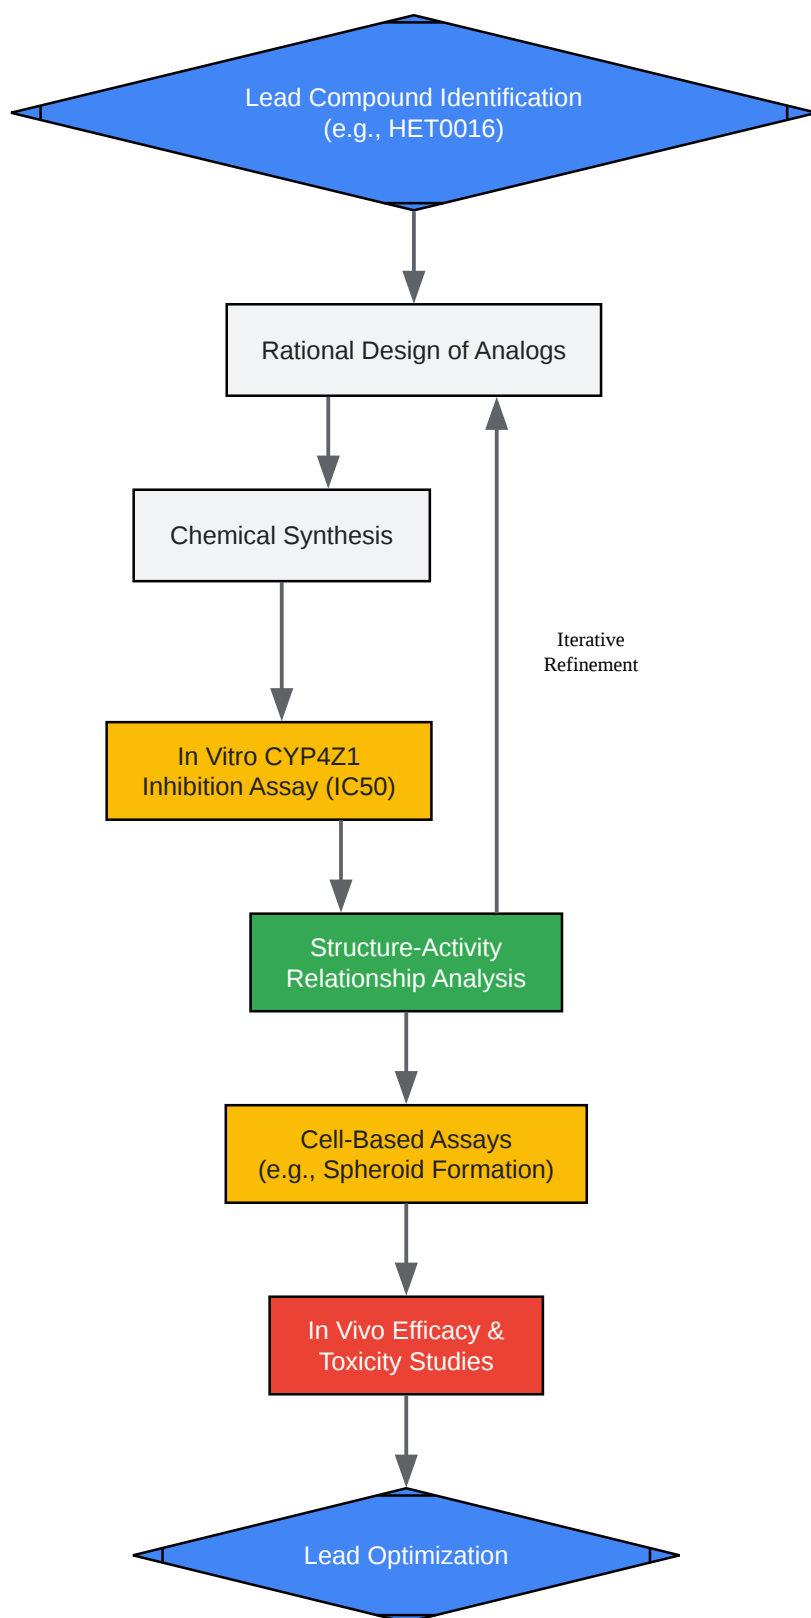 Lead Compound Identification
(e.g., HET0016)
Rational Design of Analogs
Chemical Synthesis
Iterative
Refinement
In Vitro CYP4Z1
Inhibition Assay (IC50)
Structure-Activity
Relationship Analysis
Cell-Based Assays
(e.g., Spheroid Formation)
In Vivo Efficacy &
Toxicity Studies
Lead Optimization